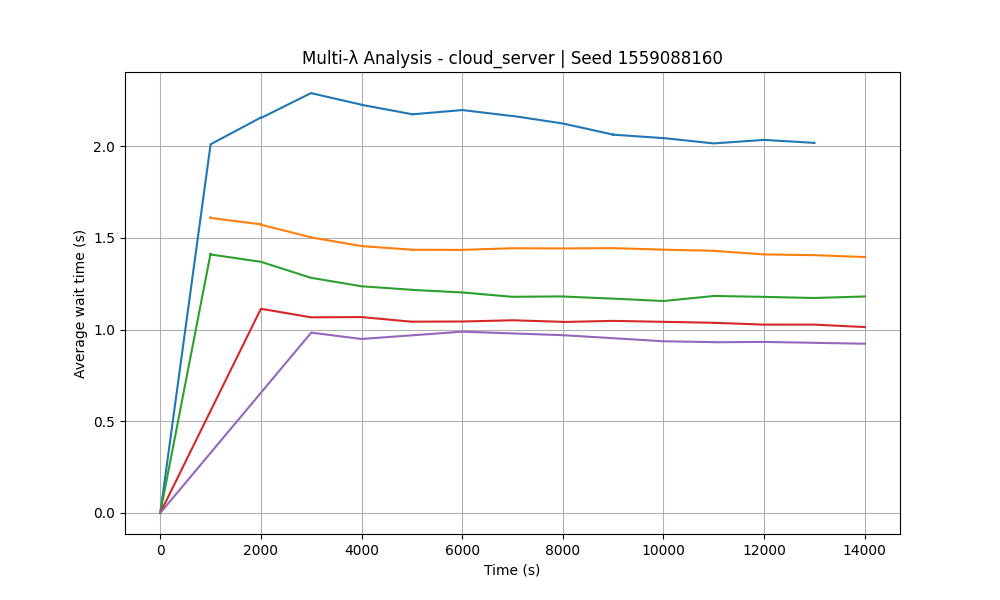 Multi-λ Analysis - cloud_server | Seed 1559088160
Average wait time (s)
2.0
1.5
1.0
0.5
0.0
0 2000 4000 6000 8000 10000 12000 14000
Time (s)